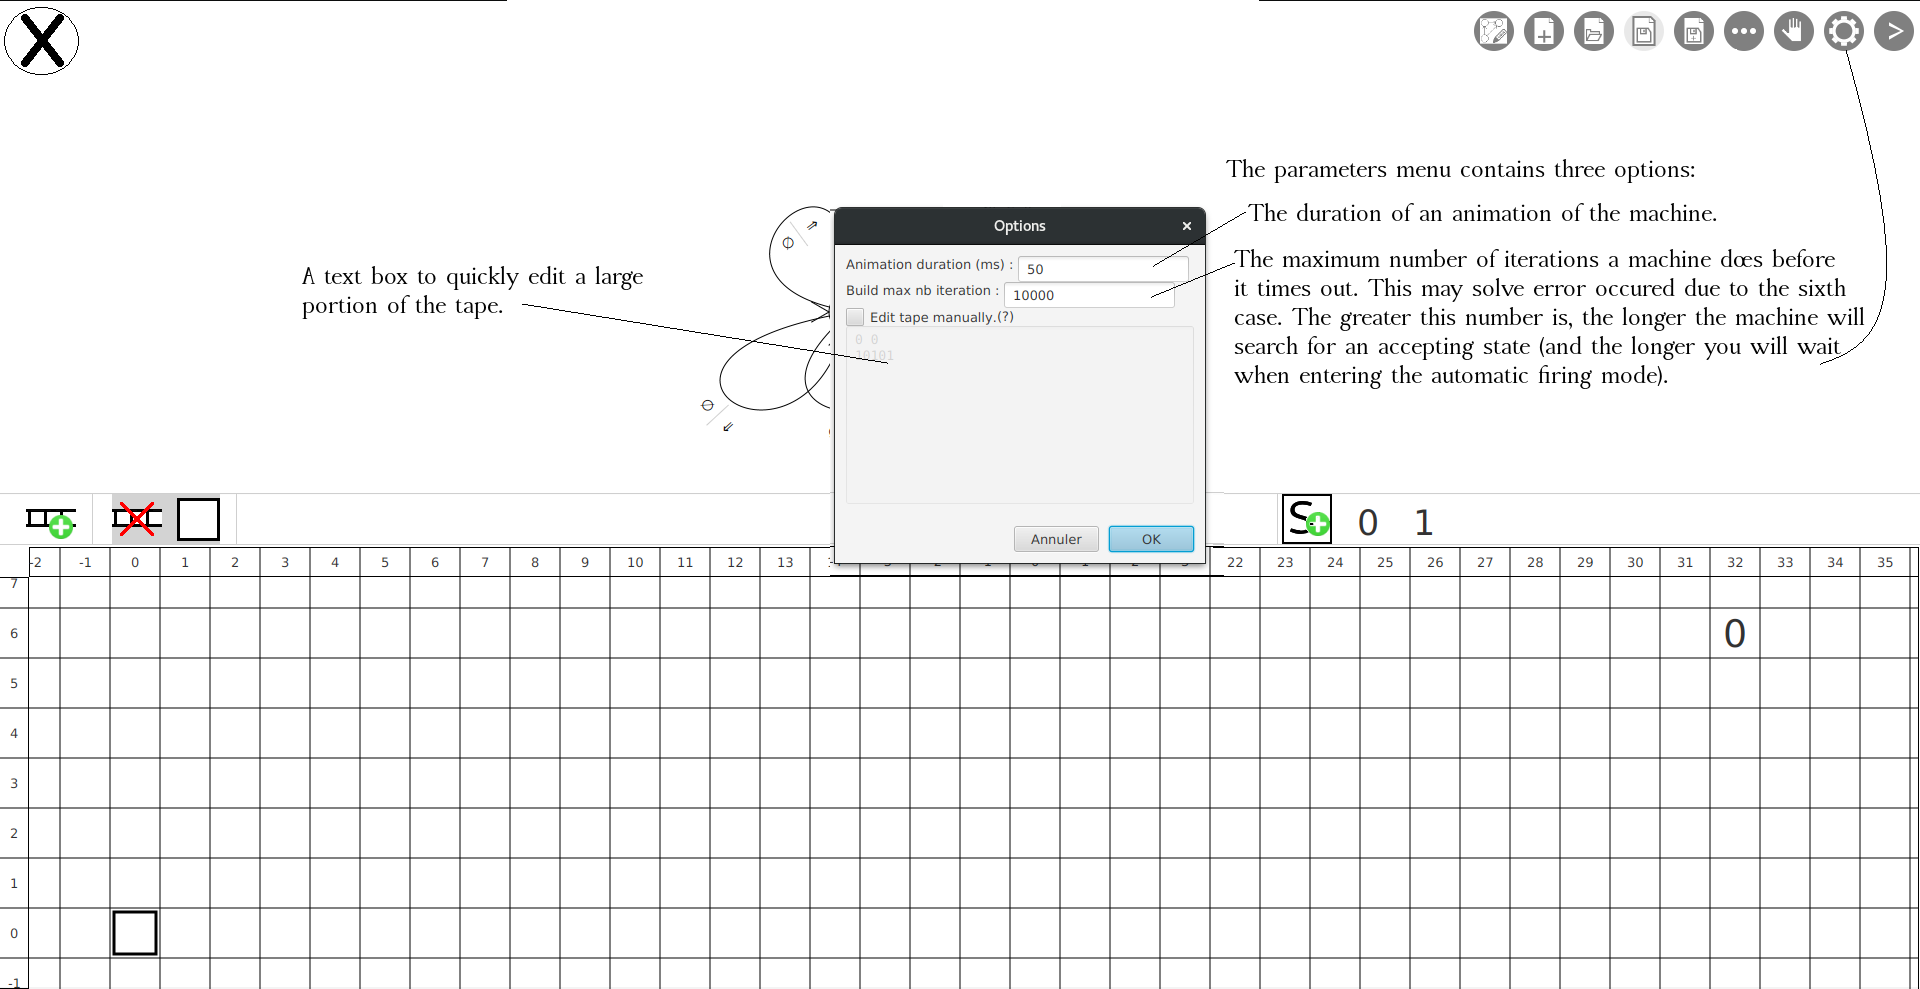 The parameters menu contains three options:
The duration of an animation of the machine.
The maximum number of iterations a machine does before
it times out. This may solve error occured due to the sixth
case. The greater this number is, the longer the machine will
search for an accepting state (and the longer you will wait
when entering the automatic firing mode).
A text box to quickly edit a large
portion of the tape.
Options
Animation duration (ms) : 50
Build max nb iteration : 10000
Edit tape manually.(?)
0 0
10101
Annuler OK
0 1
-2 -1 0 1 2 3 4 5 6 7 8 9 10 11 12 13 22 23 24 25 26 27 28 29 30 31 32 33 34 35
7
6 0
5
4
3
2
1
0
-1